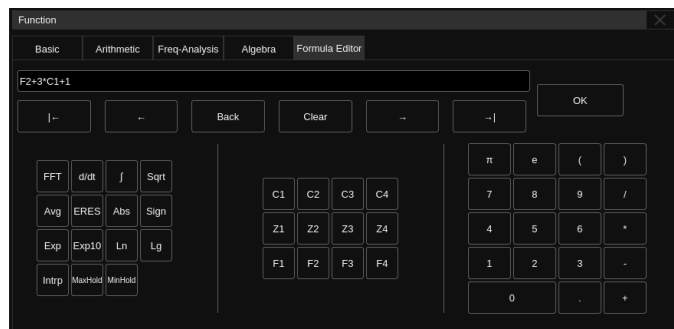 Function
Basic Arithmetic Freq-Analysis Algebra Formula Editor
F2+3*C1+1
OK
|← ← Back Clear → →|
π e ( )
FFT d/dt ∫ Sqrt
C1 C2 C3 C4 7 8 9 /
Avg ERES Abs Sign
Z1 Z2 Z3 Z4 4 5 6 *
Exp Exp10 Ln Lg
F1 F2 F3 F4 1 2 3 -
Intrp MaxHold MinHold
0 . +